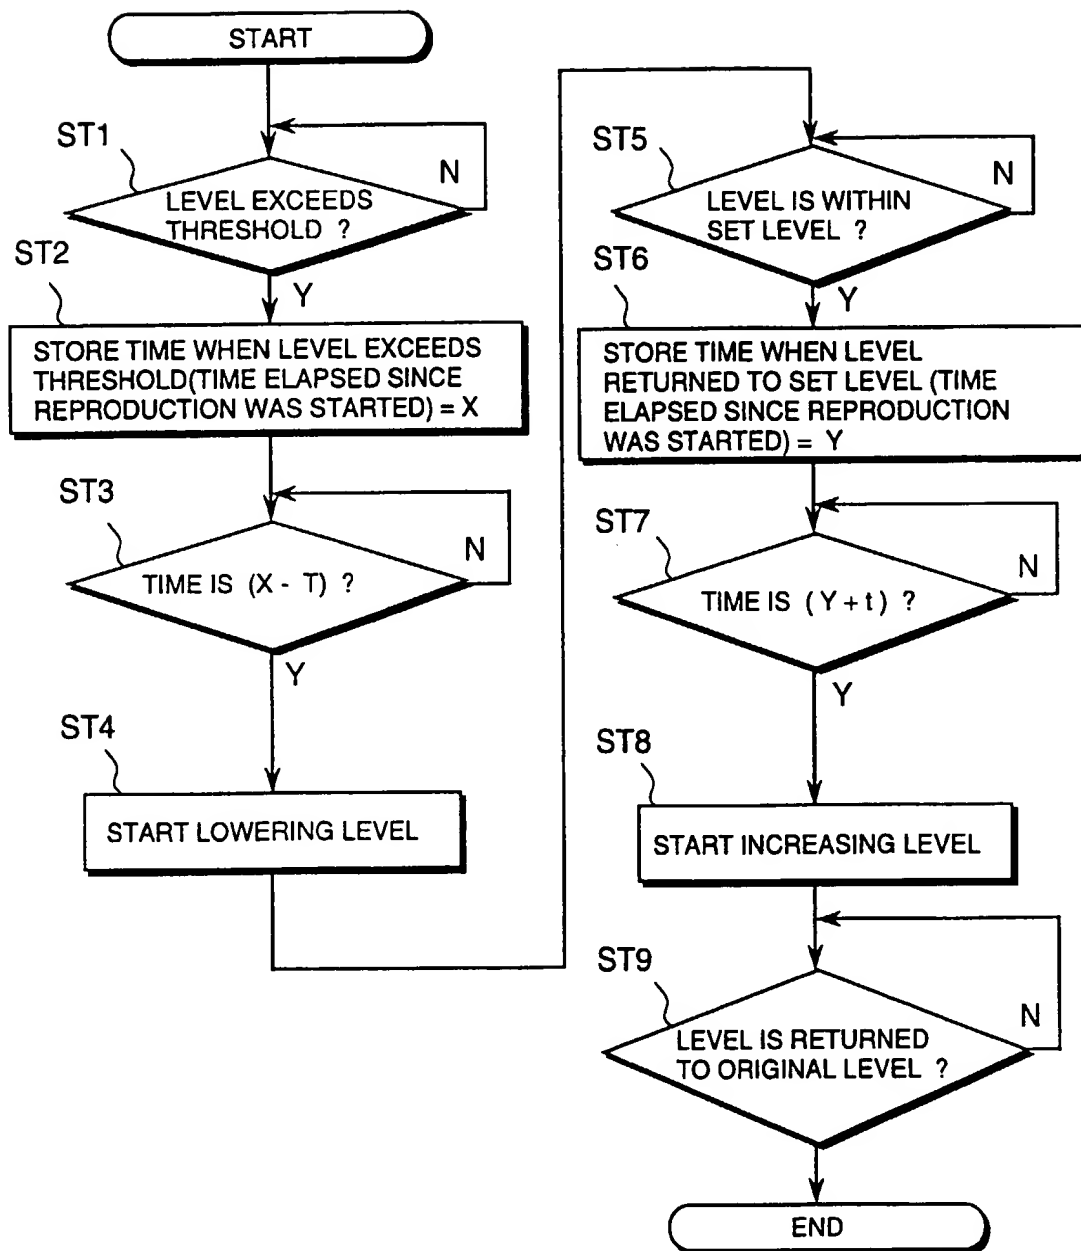 START
ST1
N
LEVEL EXCEEDS
THRESHOLD ?
Y
ST2
STORE TIME WHEN LEVEL EXCEEDS
THRESHOLD(TIME ELAPSED SINCE
REPRODUCTION WAS STARTED) = X
ST3
N
TIME IS (X - T) ?
Y
ST4
START LOWERING LEVEL
ST5
N
LEVEL IS WITHIN
SET LEVEL ?
Y
ST6
STORE TIME WHEN LEVEL
RETURNED TO SET LEVEL (TIME
ELAPSED SINCE REPRODUCTION
WAS STARTED) = Y
ST7
N
TIME IS ( Y + t ) ?
Y
ST8
START INCREASING LEVEL
ST9
N
LEVEL IS RETURNED
TO ORIGINAL LEVEL ?
END